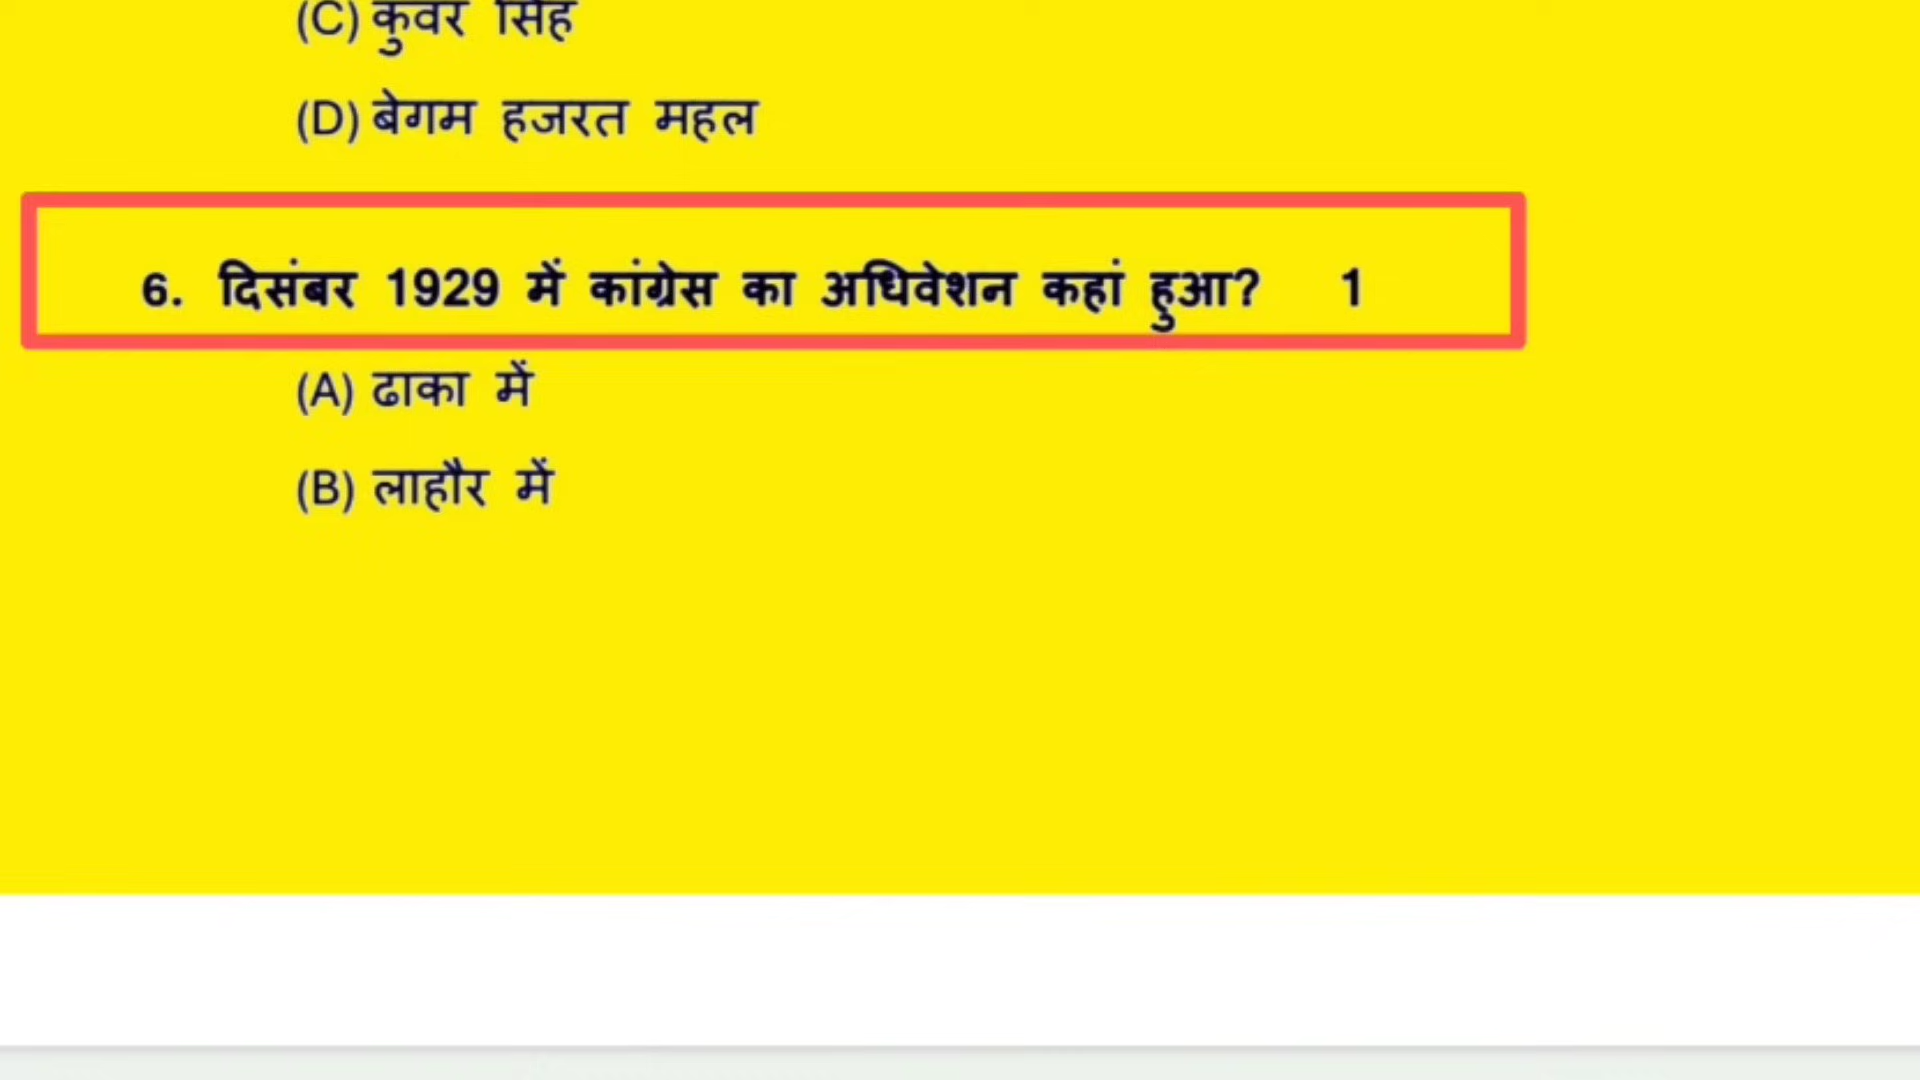 (C) कुंवर सिंह
(D) बेगम हजरत महल
6. दिसंबर 1929 में कांग्रेस का अधिवेशन कहां हुआ? 1
(A) ढाका में
(B) लाहौर में